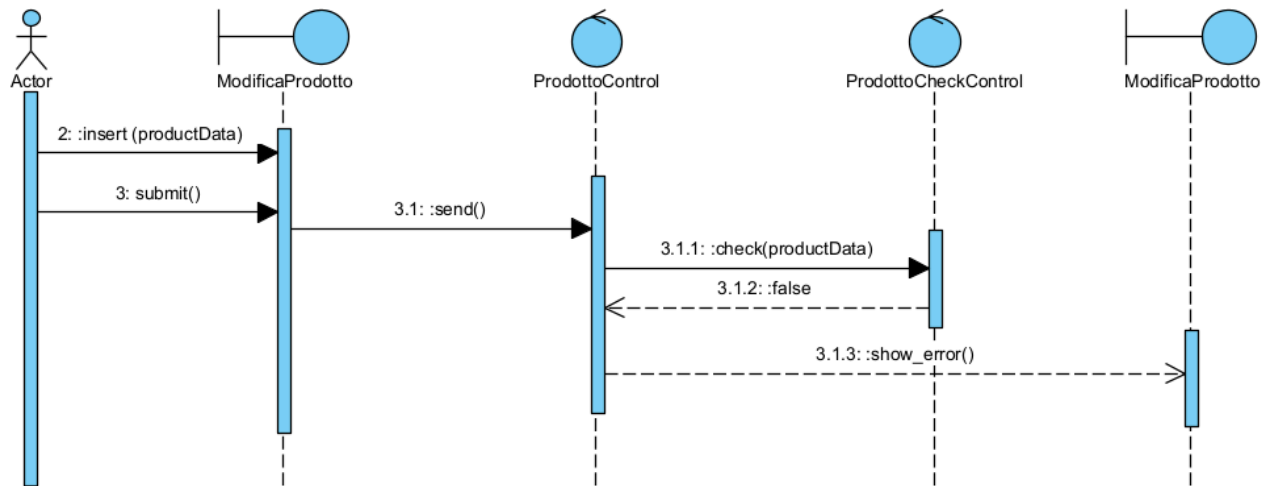 Actor
ModificaProdotto
ProdottoControl
ProdottoCheckControl
ModificaProdotto
2: :insert (productData)
3: submit()
3.1: :send()
3.1.1: :check(productData)
3.1.2: :false
3.1.3: :show_error()